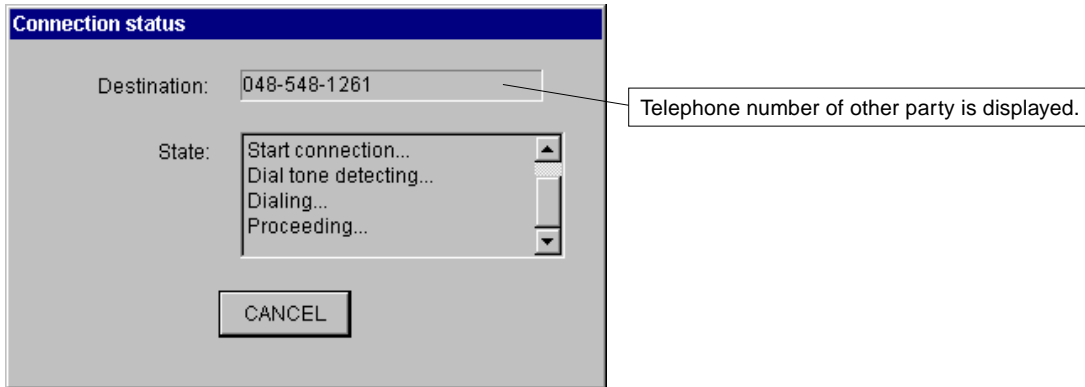 Connection status
Destination: 048-548-1261
Telephone number of other party is displayed.
State: Start connection...
Dial tone detecting...
Dialing...
Proceeding...
CANCEL